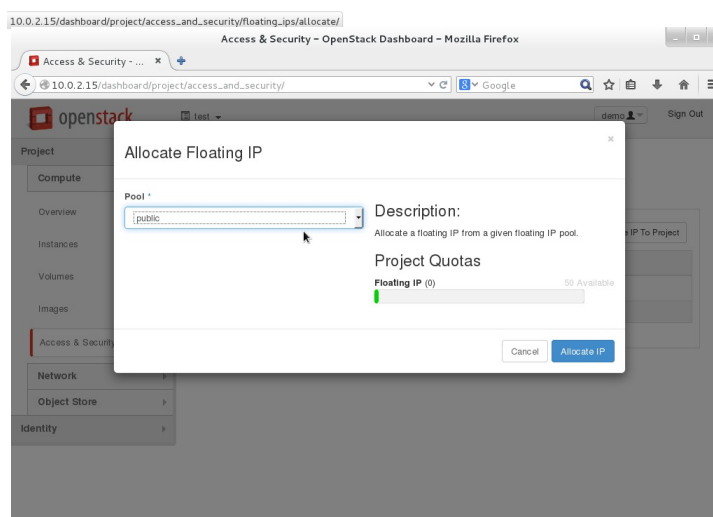 10.0.2.15/dashboard/project/access_and_security/floating_ips/allocate/
Access & Security - OpenStack Dashboard - Mozilla Firefox
Access & Security - ...
10.0.2.15/dashboard/project/access_and_security/
Google
openstack
test
demo
Sign Out
Project
Compute
Overview
Instances
Volumes
Images
Access & Security
Network
Object Store
Identity
Allocate Floating IP
×
Pool *
public
Description:
Allocate a floating IP from a given floating IP pool.
Project Quotas
Floating IP (0)
50 Available
Cancel
Allocate IP
IP To Project